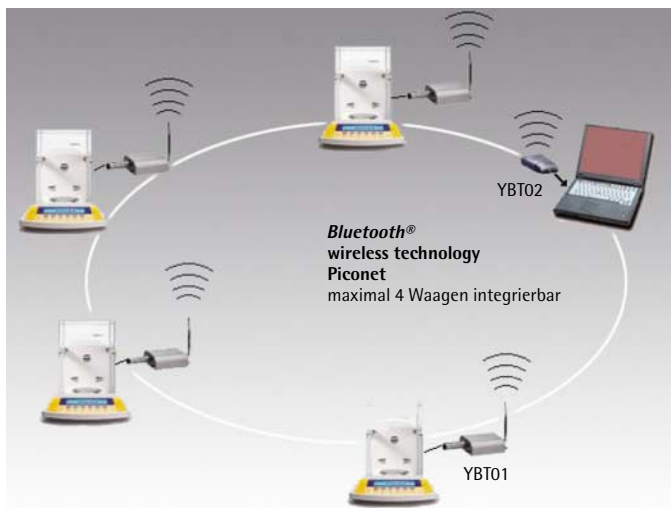 YBT02
Bluetooth®
wireless technology
Piconet
maximal 4 Waagen integrierbar
YBT01